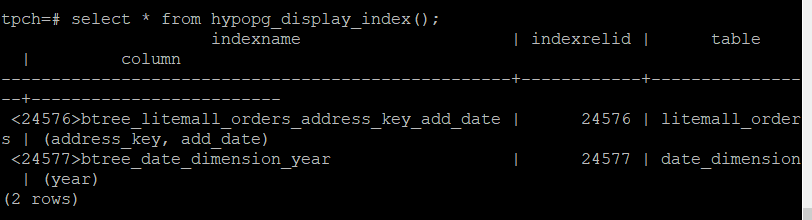 tpch=# select * from hypopg_display_index();
                     indexname                     | indexrelid |      table
  |         column
---------------------------------------------------+------------+---------------
--+-------------------------
 <24576>btree_litemall_orders_address_key_add_date |      24576 | litemall_order
s | (address_key, add_date)
 <24577>btree_date_dimension_year                  |      24577 | date_dimension
  | (year)
(2 rows)